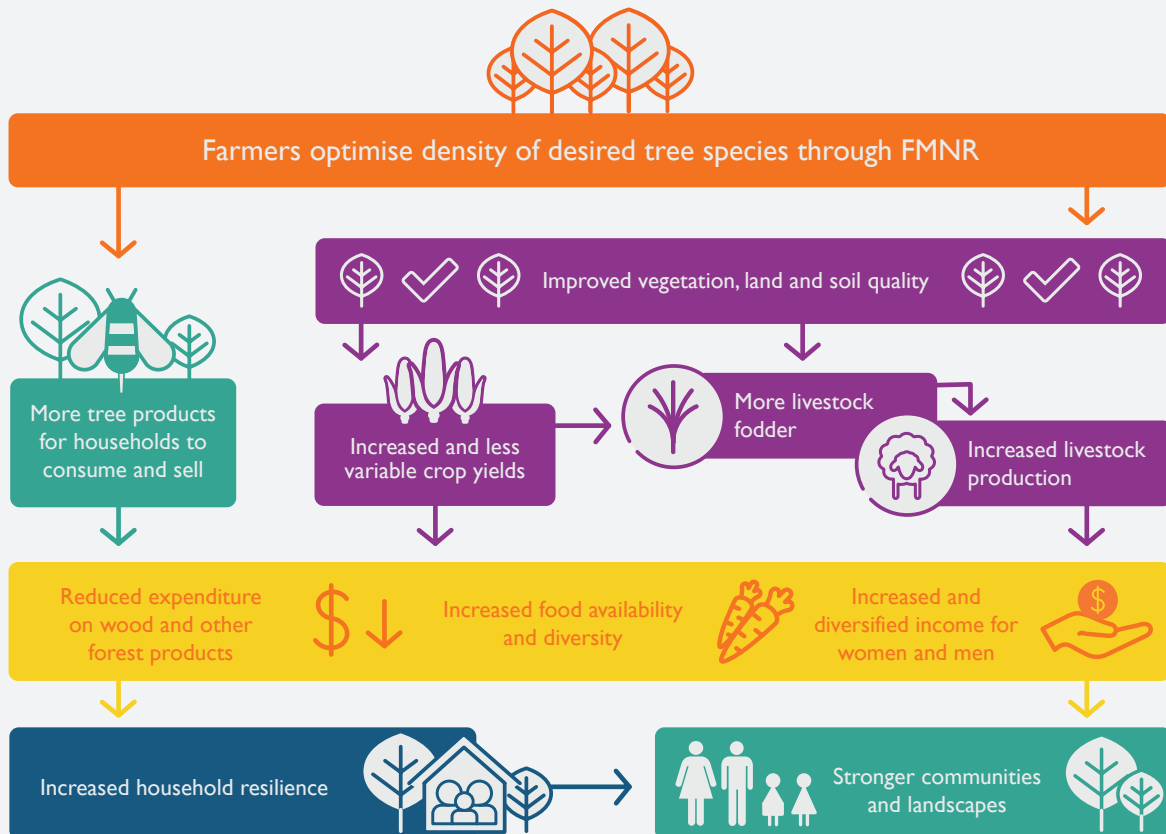 Farmers optimise density of desired tree species through FMNR
Improved vegetation, land and soil quality
More tree products
for households to
consume and sell
Increased and less
variable crop yields
More livestock
fodder
Increased livestock
production
Reduced expenditure
on wood and other
forest products
$
Increased food availability
and diversity
Increased and
diversified income for
women and men
$
Increased household resilience
Stronger communities
and landscapes